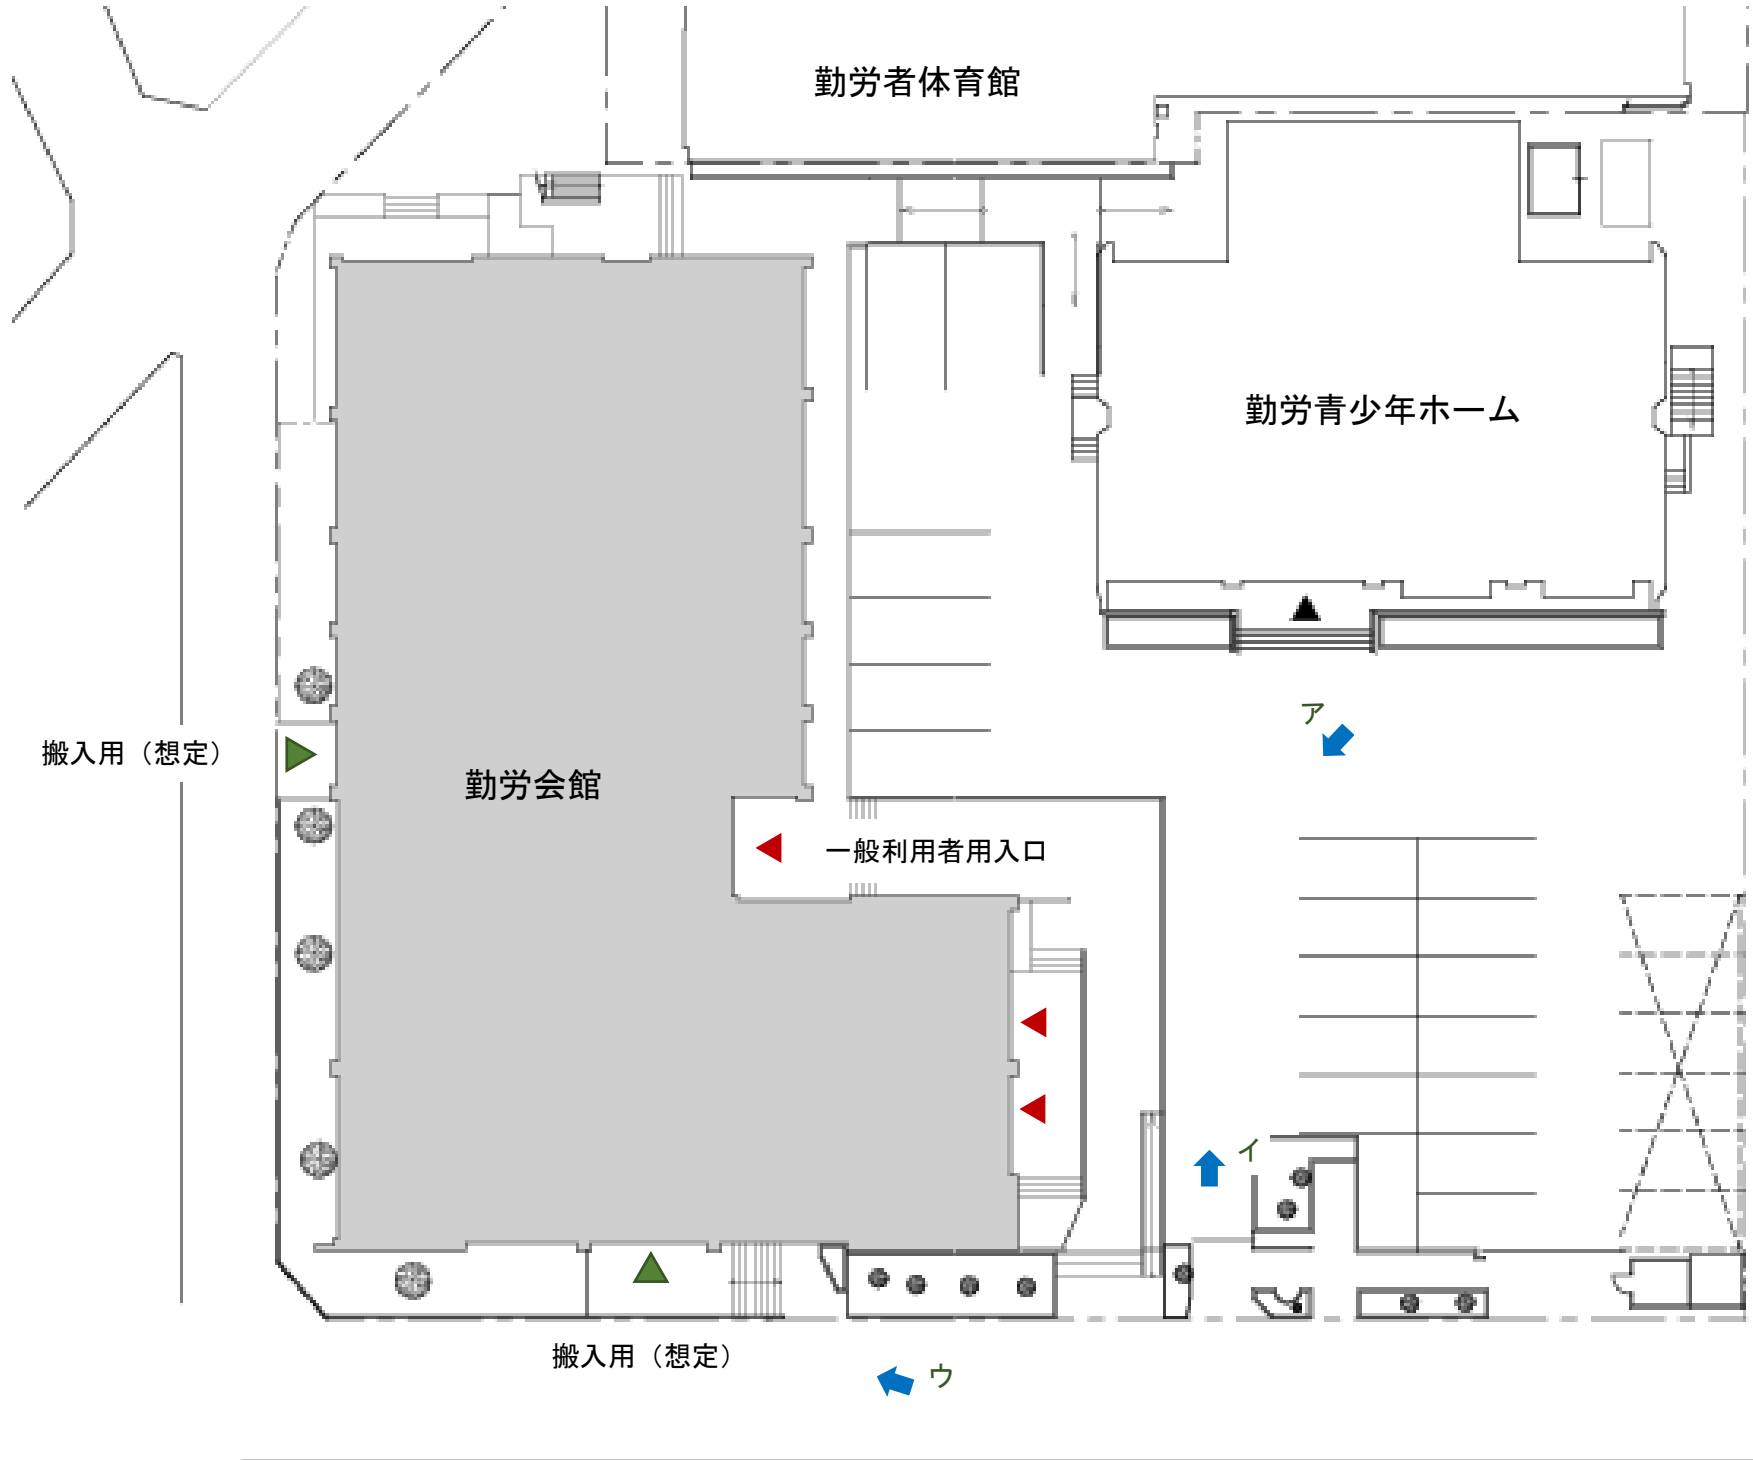 勤労者体育館
勤労青少年ホーム
ア
搬入用（想定）
勤労会館
一般利用者用入口
イ
搬入用（想定）
ウ